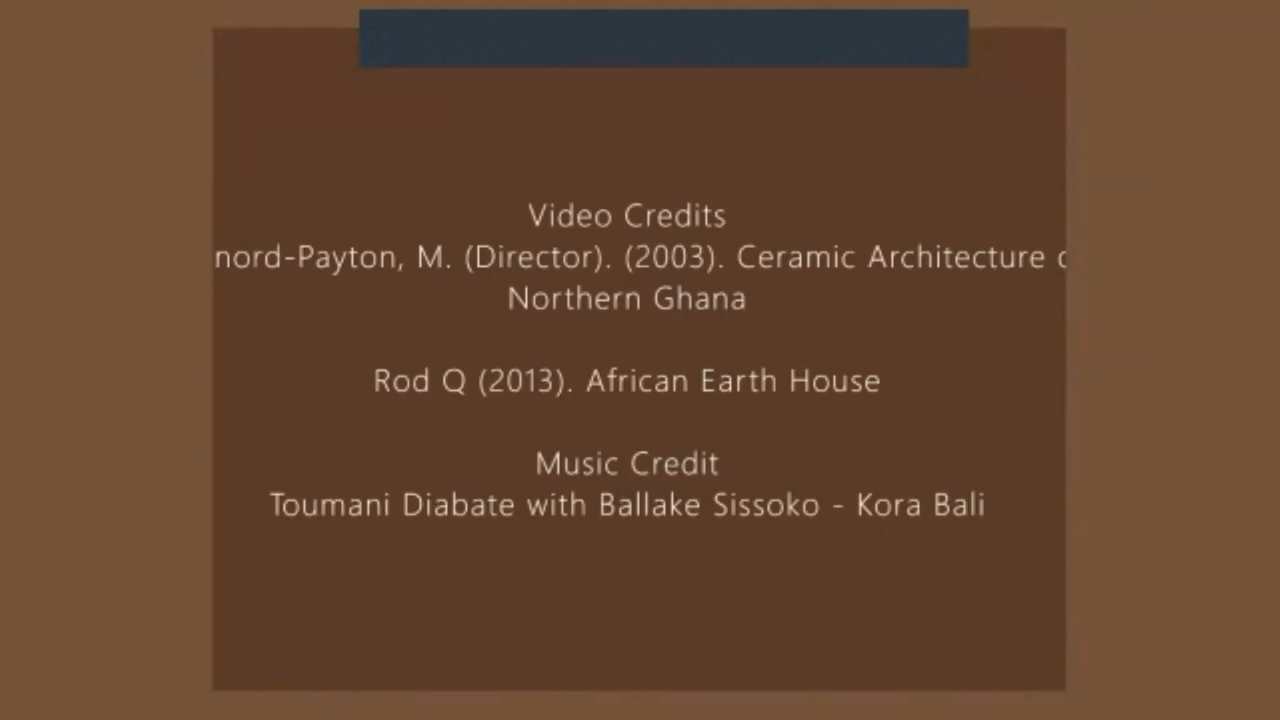 Video Credits
nord-Payton, M. (Director). (2003). Ceramic Architecture
Northern Ghana
Rod Q (2013). African Earth House
Music Credit
Toumani Diabate with Ballake Sissoko - Kora Bali